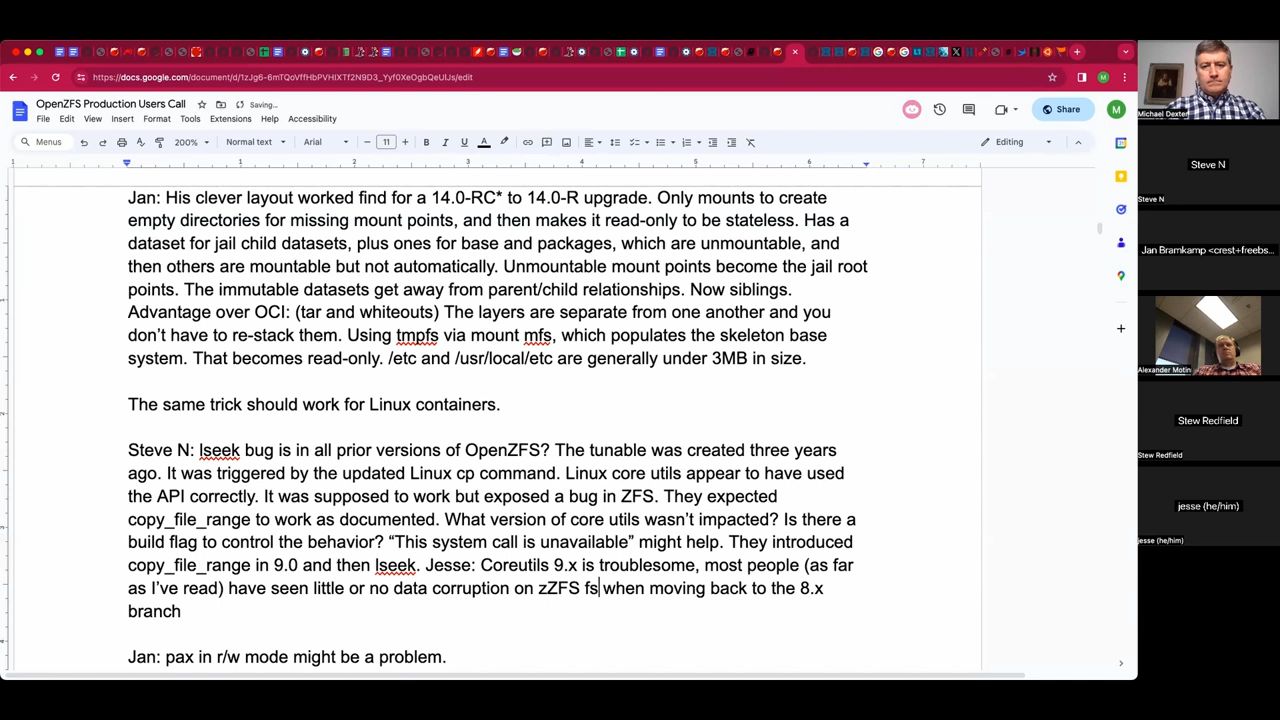 https://docs.google.com/document/d/1zJg6-6mTQoVffHbPVHIXTf2N9D3_Yyf0XeOgbQeUIJs/edit
OpenZFS Production Users Call
Saving...
File Edit View Insert Format Tools Extensions Help Accessibility
Share
M
Menus
200%
Normal text
Arial
11
Editing
Jan: His clever layout worked find for a 14.0-RC* to 14.0-R upgrade. Only mounts to create
empty directories for missing mount points, and then makes it read-only to be stateless. Has a
dataset for jail child datasets, plus ones for base and packages, which are unmountable, and
then others are mountable but not automatically. Unmountable mount points become the jail root
points. The immutable datasets get away from parent/child relationships. Now siblings.
Advantage over OCI: (tar and whiteouts) The layers are separate from one another and you
don't have to re-stack them. Using tmpfs via mount mfs, which populates the skeleton base
system. That becomes read-only. /etc and /usr/local/etc are generally under 3MB in size.
The same trick should work for Linux containers.
Steve N: lseek bug is in all prior versions of OpenZFS? The tunable was created three years
ago. It was triggered by the updated Linux cp command. Linux core utils appear to have used
the API correctly. It was supposed to work but exposed a bug in ZFS. They expected
copy_file_range to work as documented. What version of core utils wasn't impacted? Is there a
build flag to control the behavior? “This system call is unavailable” might help. They introduced
copy_file_range in 9.0 and then lseek. Jesse: Coreutils 9.x is troublesome, most people (as far
as I've read) have seen little or no data corruption on zZFS fs when moving back to the 8.x
branch
Jan: pax in r/w mode might be a problem.
Michael Dexter
Steve N
Steve N
Jan Bramkamp <crest+freebs...
Alexander Motin
Stew Redfield
Stew Redfield
jesse (he/him)
jesse (he/him)